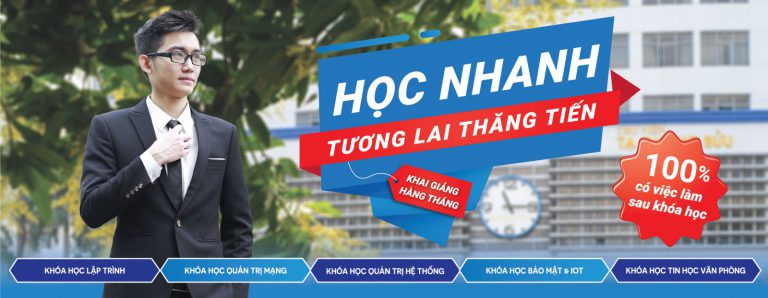 HỌC NHANH
TƯƠNG LAI THĂNG TIẾN
KHAI GIẢNG
HÀNG THÁNG
100%
có việc làm
sau khóa học
KHÓA HỌC LẬP TRÌNH
KHÓA HỌC QUẢN TRỊ MẠNG
KHÓA HỌC QUẢN TRỊ HỆ THỐNG
KHÓA HỌC BẢO MẬT & IOT
KHÓA HỌC TIN HỌC VĂN PHÒNG